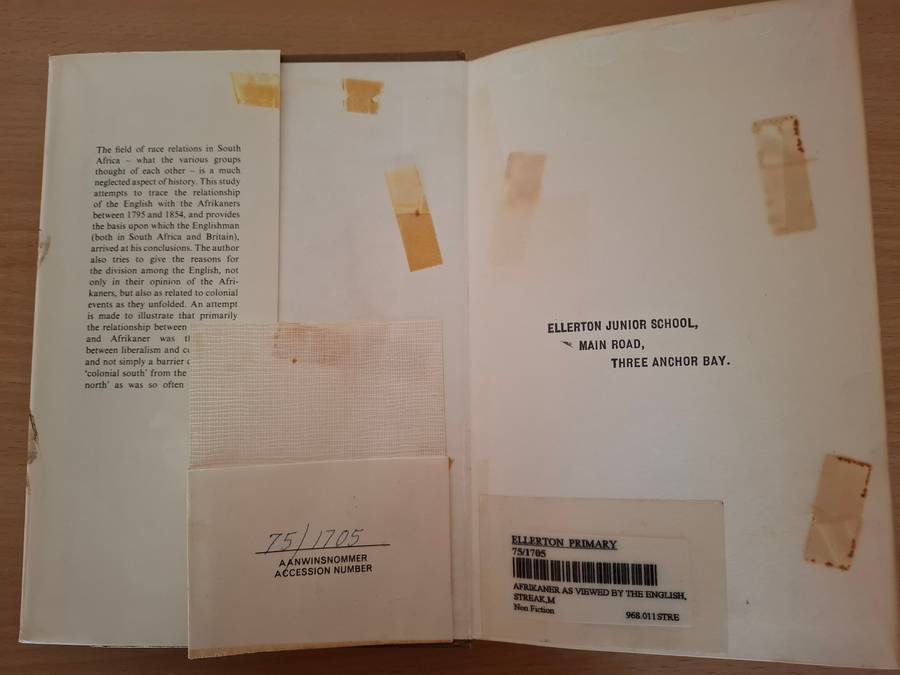 The field of race relations in South
Africa – what the various groups
thought of each other – is a much
neglected aspect of history. This study
attempts to trace the relationship
of the English with the Afrikaners
between 1795 and 1854, and provides
the basis upon which the Englishman
(both in South Africa and Britain),
arrived at his conclusions. The author
also tries to give the reasons for
the division among the English, not
only in their opinion of the Afri-
kaners, but also as related to colonial
events as they unfolded. An attempt
is made to illustrate that primarily
the relationship between
and Afrikaner was
between liberalism and
and not simply a barrier
'colonial south' from the
north' as was so often
75/1705
AANWINSNOMMER
ACCESSION NUMBER
ELLERTON JUNIOR SCHOOL,
MAIN ROAD,
THREE ANCHOR BAY.
ELLERTON PRIMARY
75/1705
AFRIKANER AS VIEWED BY THE ENGLISH,
STREAK,M
Non Fiction
968.011STRE